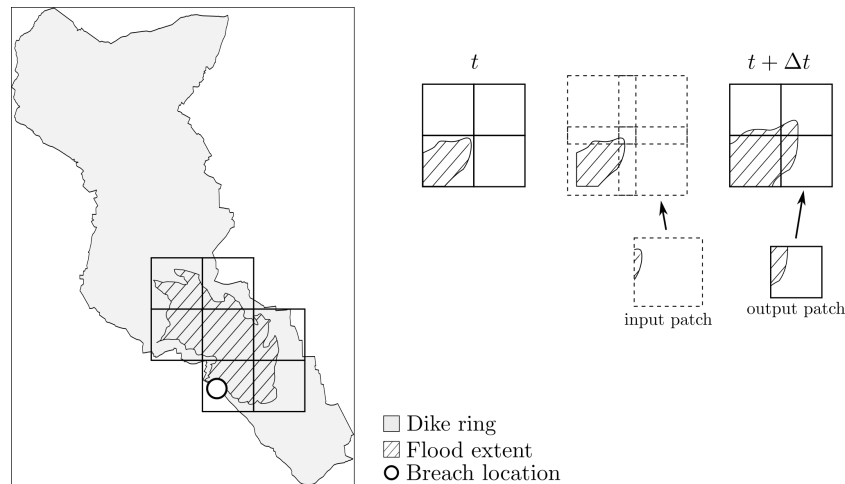 t
t + Δt
input patch
output patch
Dike ring
Flood extent
Breach location